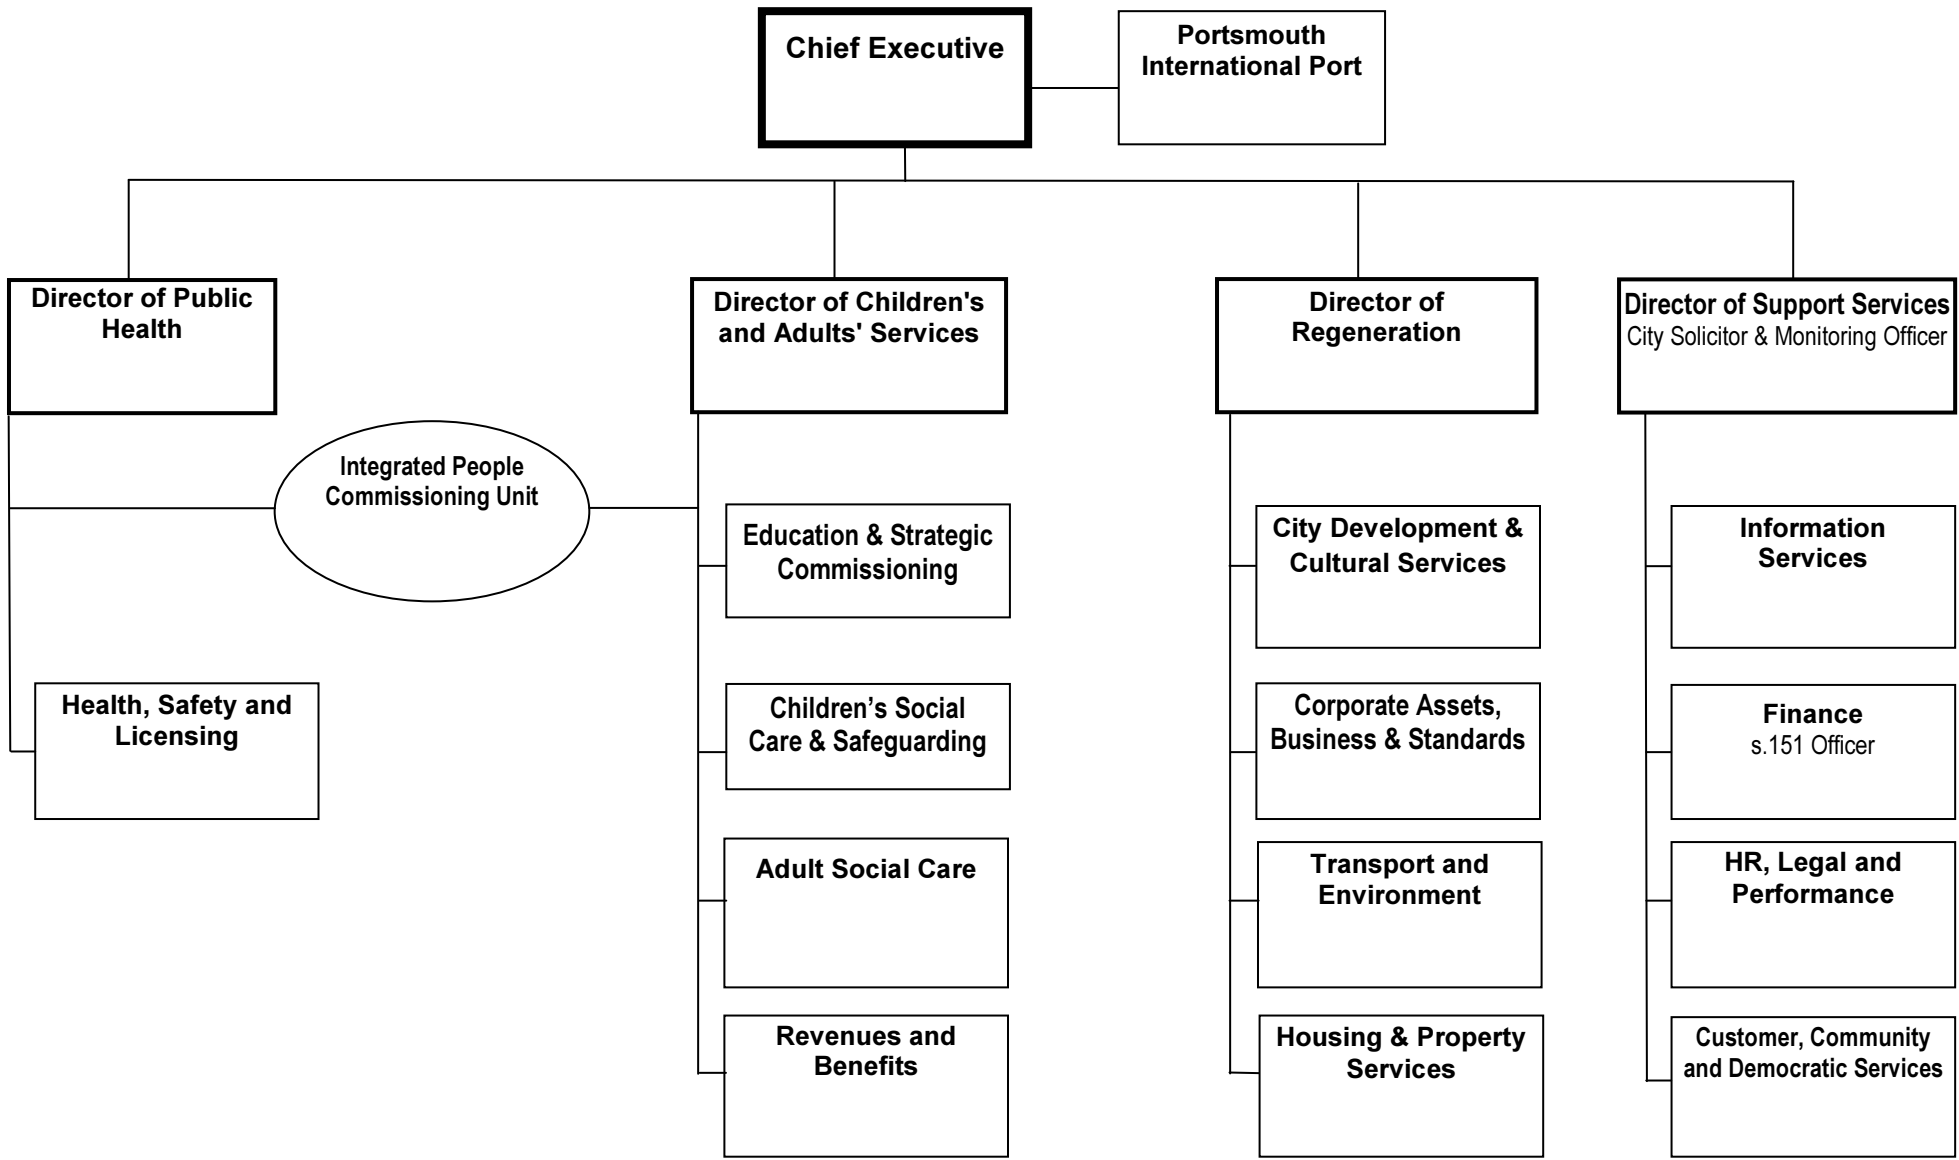 Chief Executive
Portsmouth
International Port
Director of Public
Health
Director of Children's
and Adults' Services
Director of
Regeneration
Director of Support Services
City Solicitor & Monitoring Officer
Integrated People
Commissioning Unit
Health, Safety and
Licensing
Education & Strategic
Commissioning
Children’s Social
Care & Safeguarding
Adult Social Care
Revenues and
Benefits
City Development &
Cultural Services
Corporate Assets,
Business & Standards
Transport and
Environment
Housing & Property
Services
Information
Services
Finance
s.151 Officer
HR, Legal and
Performance
Customer, Community
and Democratic Services